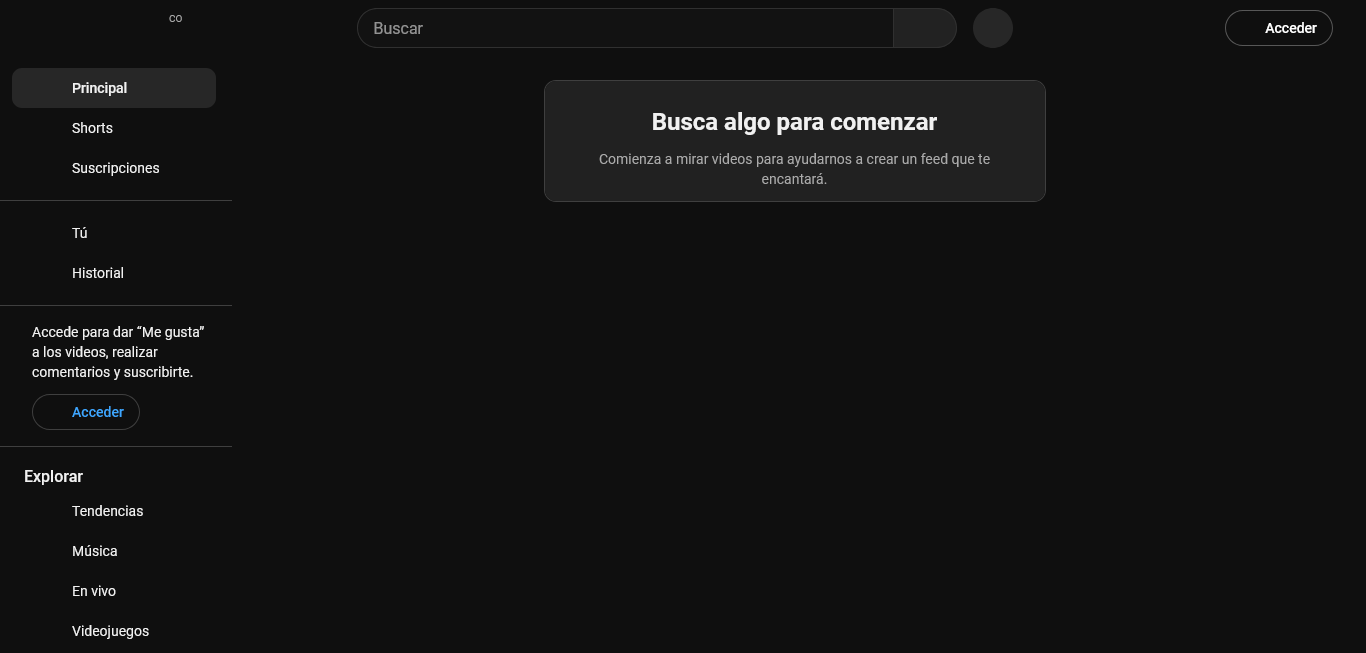 co
Buscar
Acceder
Principal
Shorts
Suscripciones
Tú
Historial
Accede para dar “Me gusta”
a los videos, realizar
comentarios y suscribirte.
Acceder
Explorar
Tendencias
Música
En vivo
Videojuegos
Busca algo para comenzar
Comienza a mirar videos para ayudarnos a crear un feed que te
encantará.